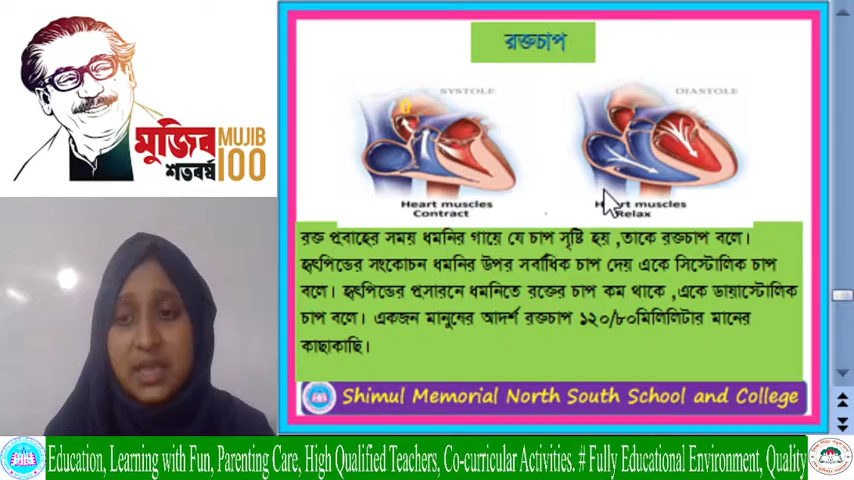 মুজিব
শতবর্ষ
MUJIB
100
রক্তচাপ
SYSTOLE
DIASTOLE
Heart muscles
Contract
Heart muscles
Relax
রক্ত প্রবাহের সময় ধমনির গায়ে যে চাপ সৃষ্টি হয় ,তাকে রক্তচাপ বলে।
হৃৎপিন্ডের সংকোচন ধমনির উপর সর্বাধিক চাপ দেয় একে সিস্টোলিক চাপ
বলে। হৃৎপিন্ডের প্রসারনে ধমনিতে রক্তের চাপ কম থাকে ,একে ডায়াস্টোলিক
চাপ বলে। একজন মানুষের আদর্শ রক্তচাপ ১২০/৮০মিলিলিটার মানের
কাছাকাছি।
Shimul Memorial North South School and College
Education, Learning with Fun, Parenting Care, High Qualified Teachers, Co-curricular Activities. # Fully Educational Environment, Quality